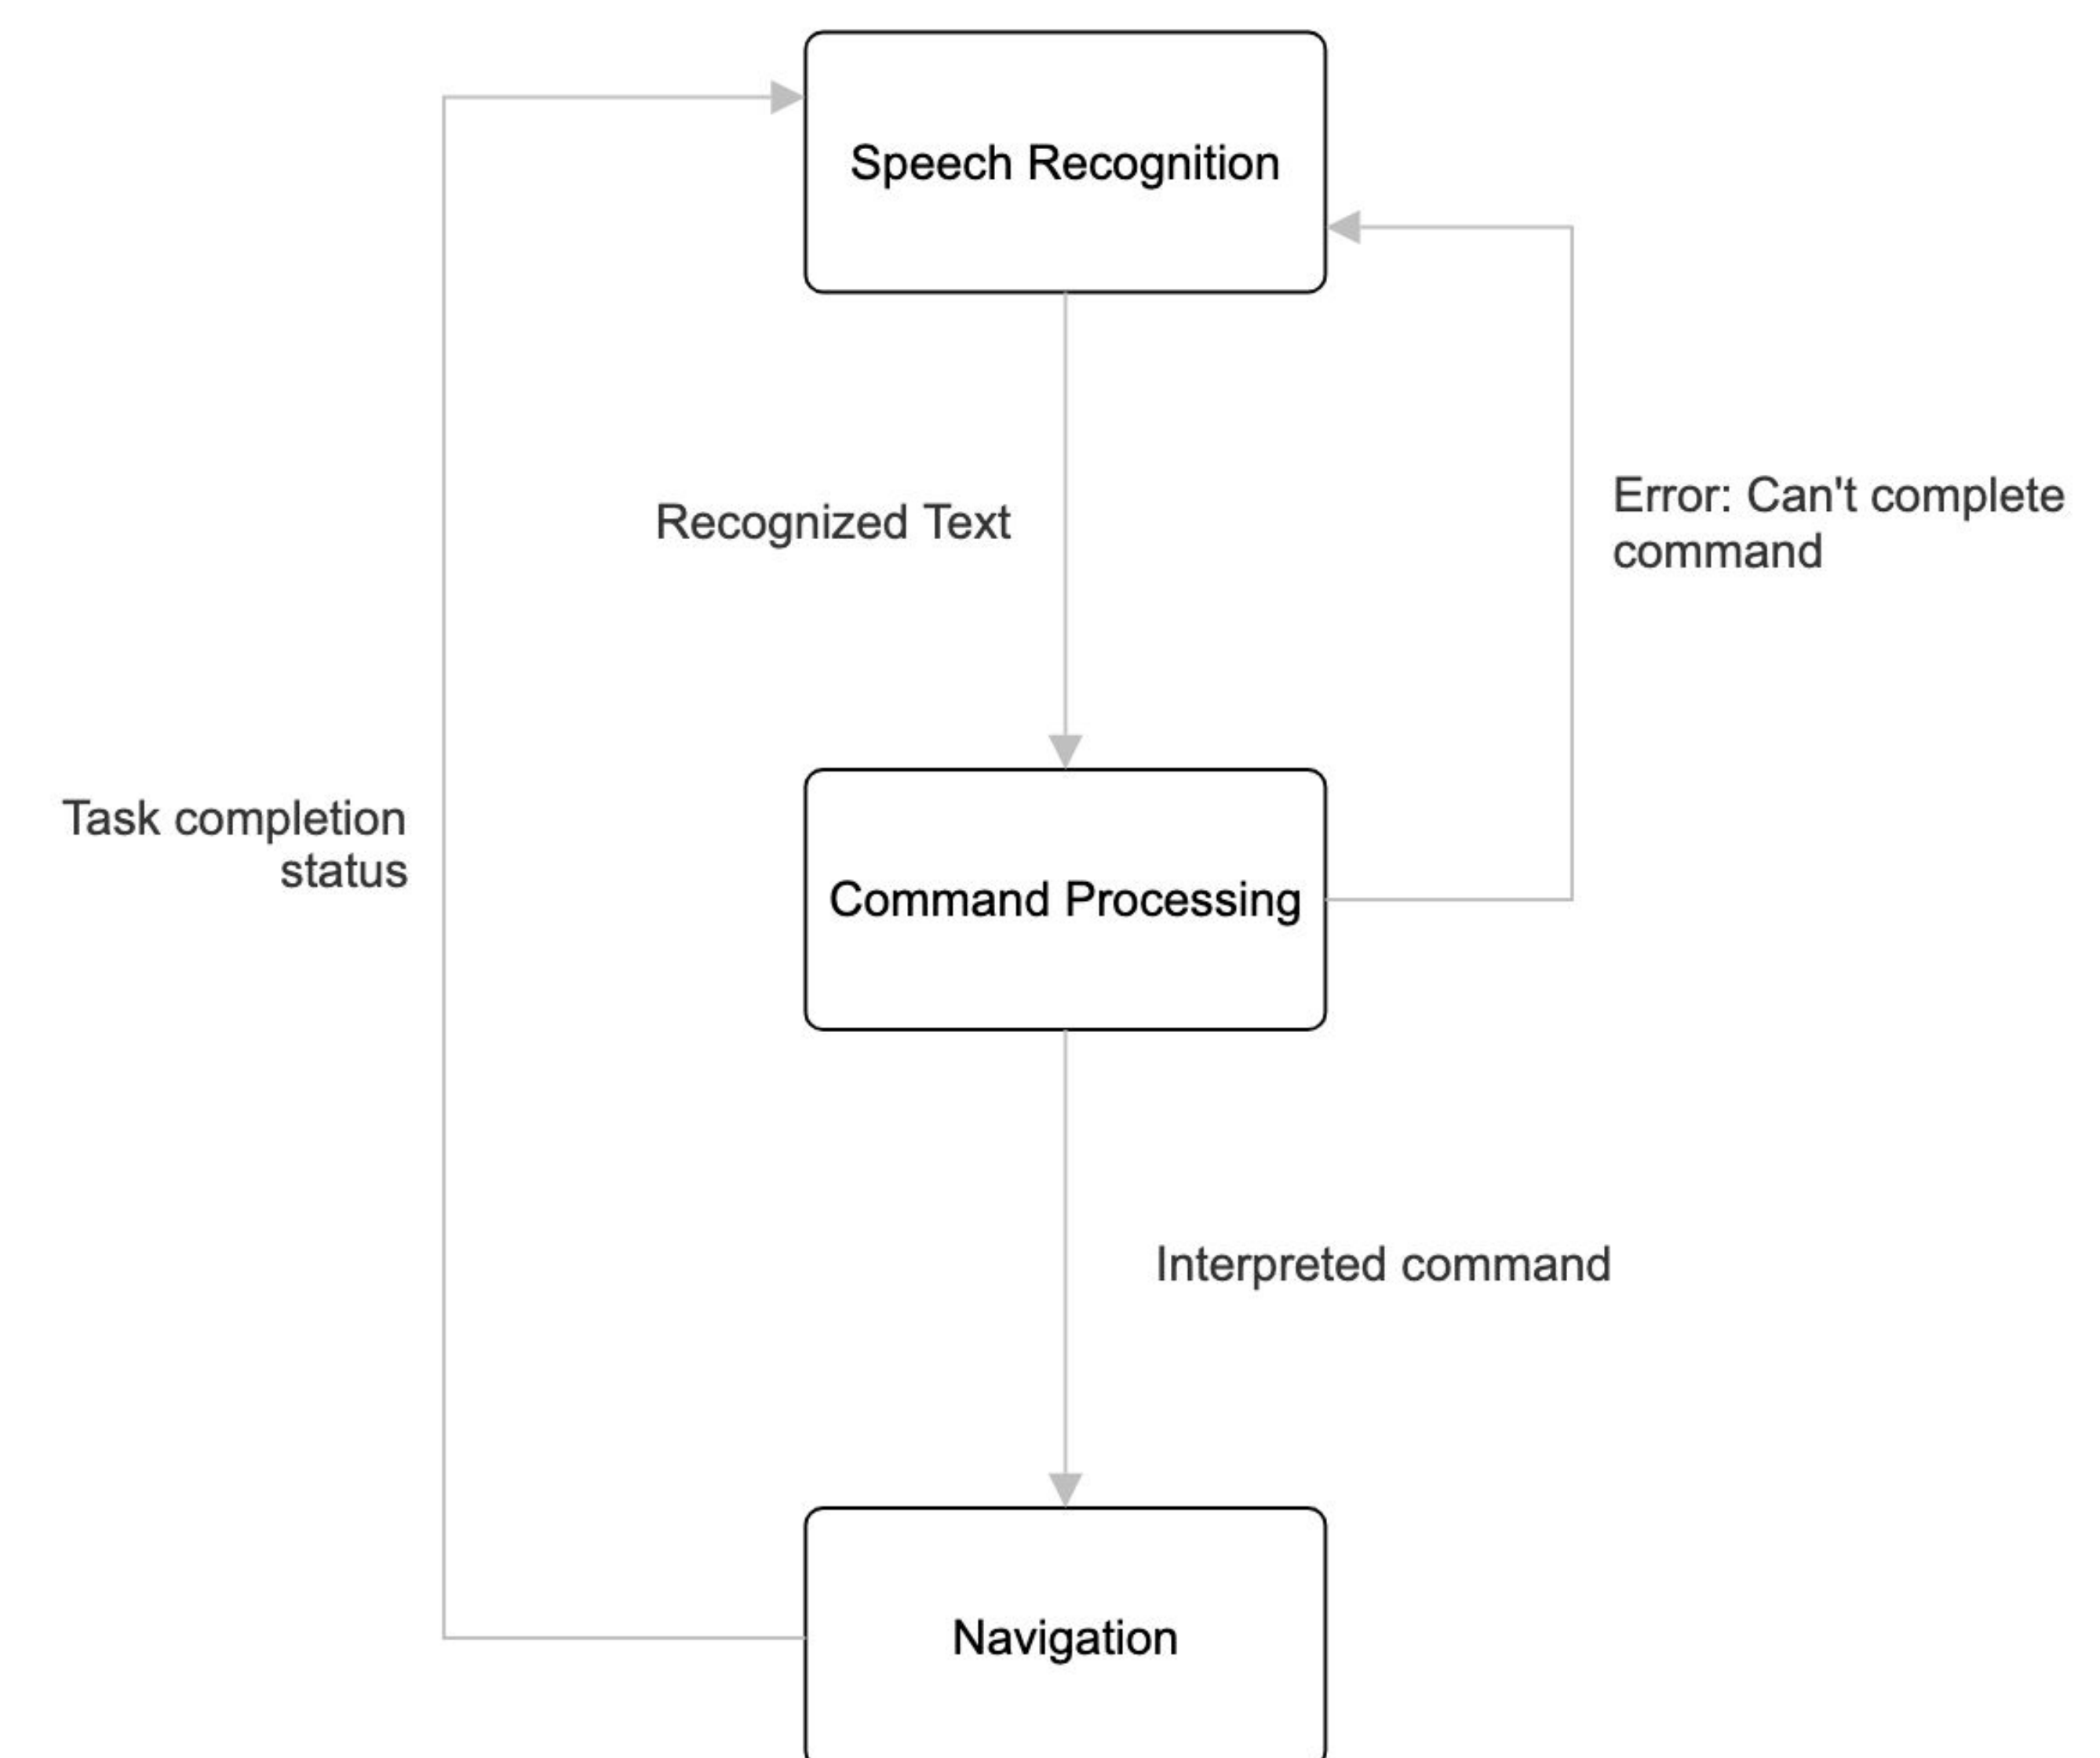 Speech Recognition
Recognized Text
Error: Can't complete
command
Task completion
status
Command Processing
Interpreted command
Navigation